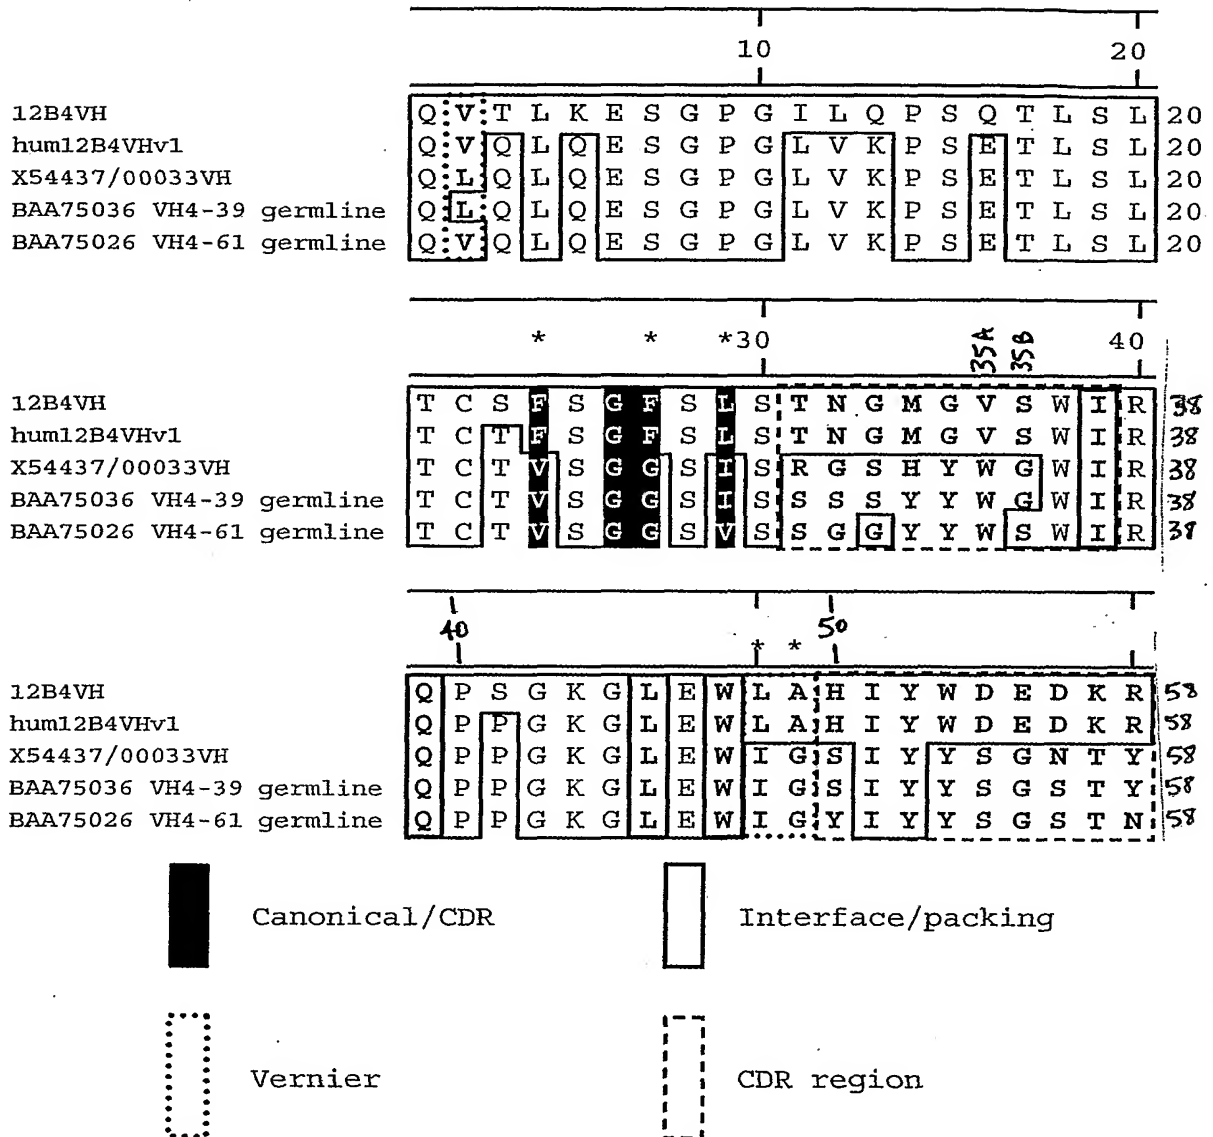 10 20
12B4VH Q V T L K E S G P G I L Q P S Q T L S L 20
hum12B4VHv1 Q V Q L Q E S G P G L V K P S E T L S L 20
X54437/00033VH Q L Q L Q E S G P G L V K P S E T L S L 20
BAA75036 VH4-39 germline Q L Q L Q E S G P G L V K P S E T L S L 20
BAA75026 VH4-61 germline Q V Q L Q E S G P G L V K P S E T L S L 20
* * *30 35A 35B 40
12B4VH T C S F S G F S L S T N G M G V S W I R 38
hum12B4VHv1 T C T F S G F S L S T N G M G V S W I R 38
X54437/00033VH T C T V S G G S I S R G S H Y W G W I R 38
BAA75036 VH4-39 germline T C T V S G G S I S S S S Y Y W G W I R 38
BAA75026 VH4-61 germline T C T V S G G S V S S G G Y Y W S W I R 38
40 * * 50
12B4VH Q P S G K G L E W L A H I Y W D E D K R 58
hum12B4VHv1 Q P P G K G L E W L A H I Y W D E D K R 58
X54437/00033VH Q P P G K G L E W I G S I Y Y S G N T Y 58
BAA75036 VH4-39 germline Q P P G K G L E W I G S I Y Y S G S T Y 58
BAA75026 VH4-61 germline Q P P G K G L E W I G Y I Y Y S G S T N 58
Canonical/CDR Interface/packing
Vernier CDR region